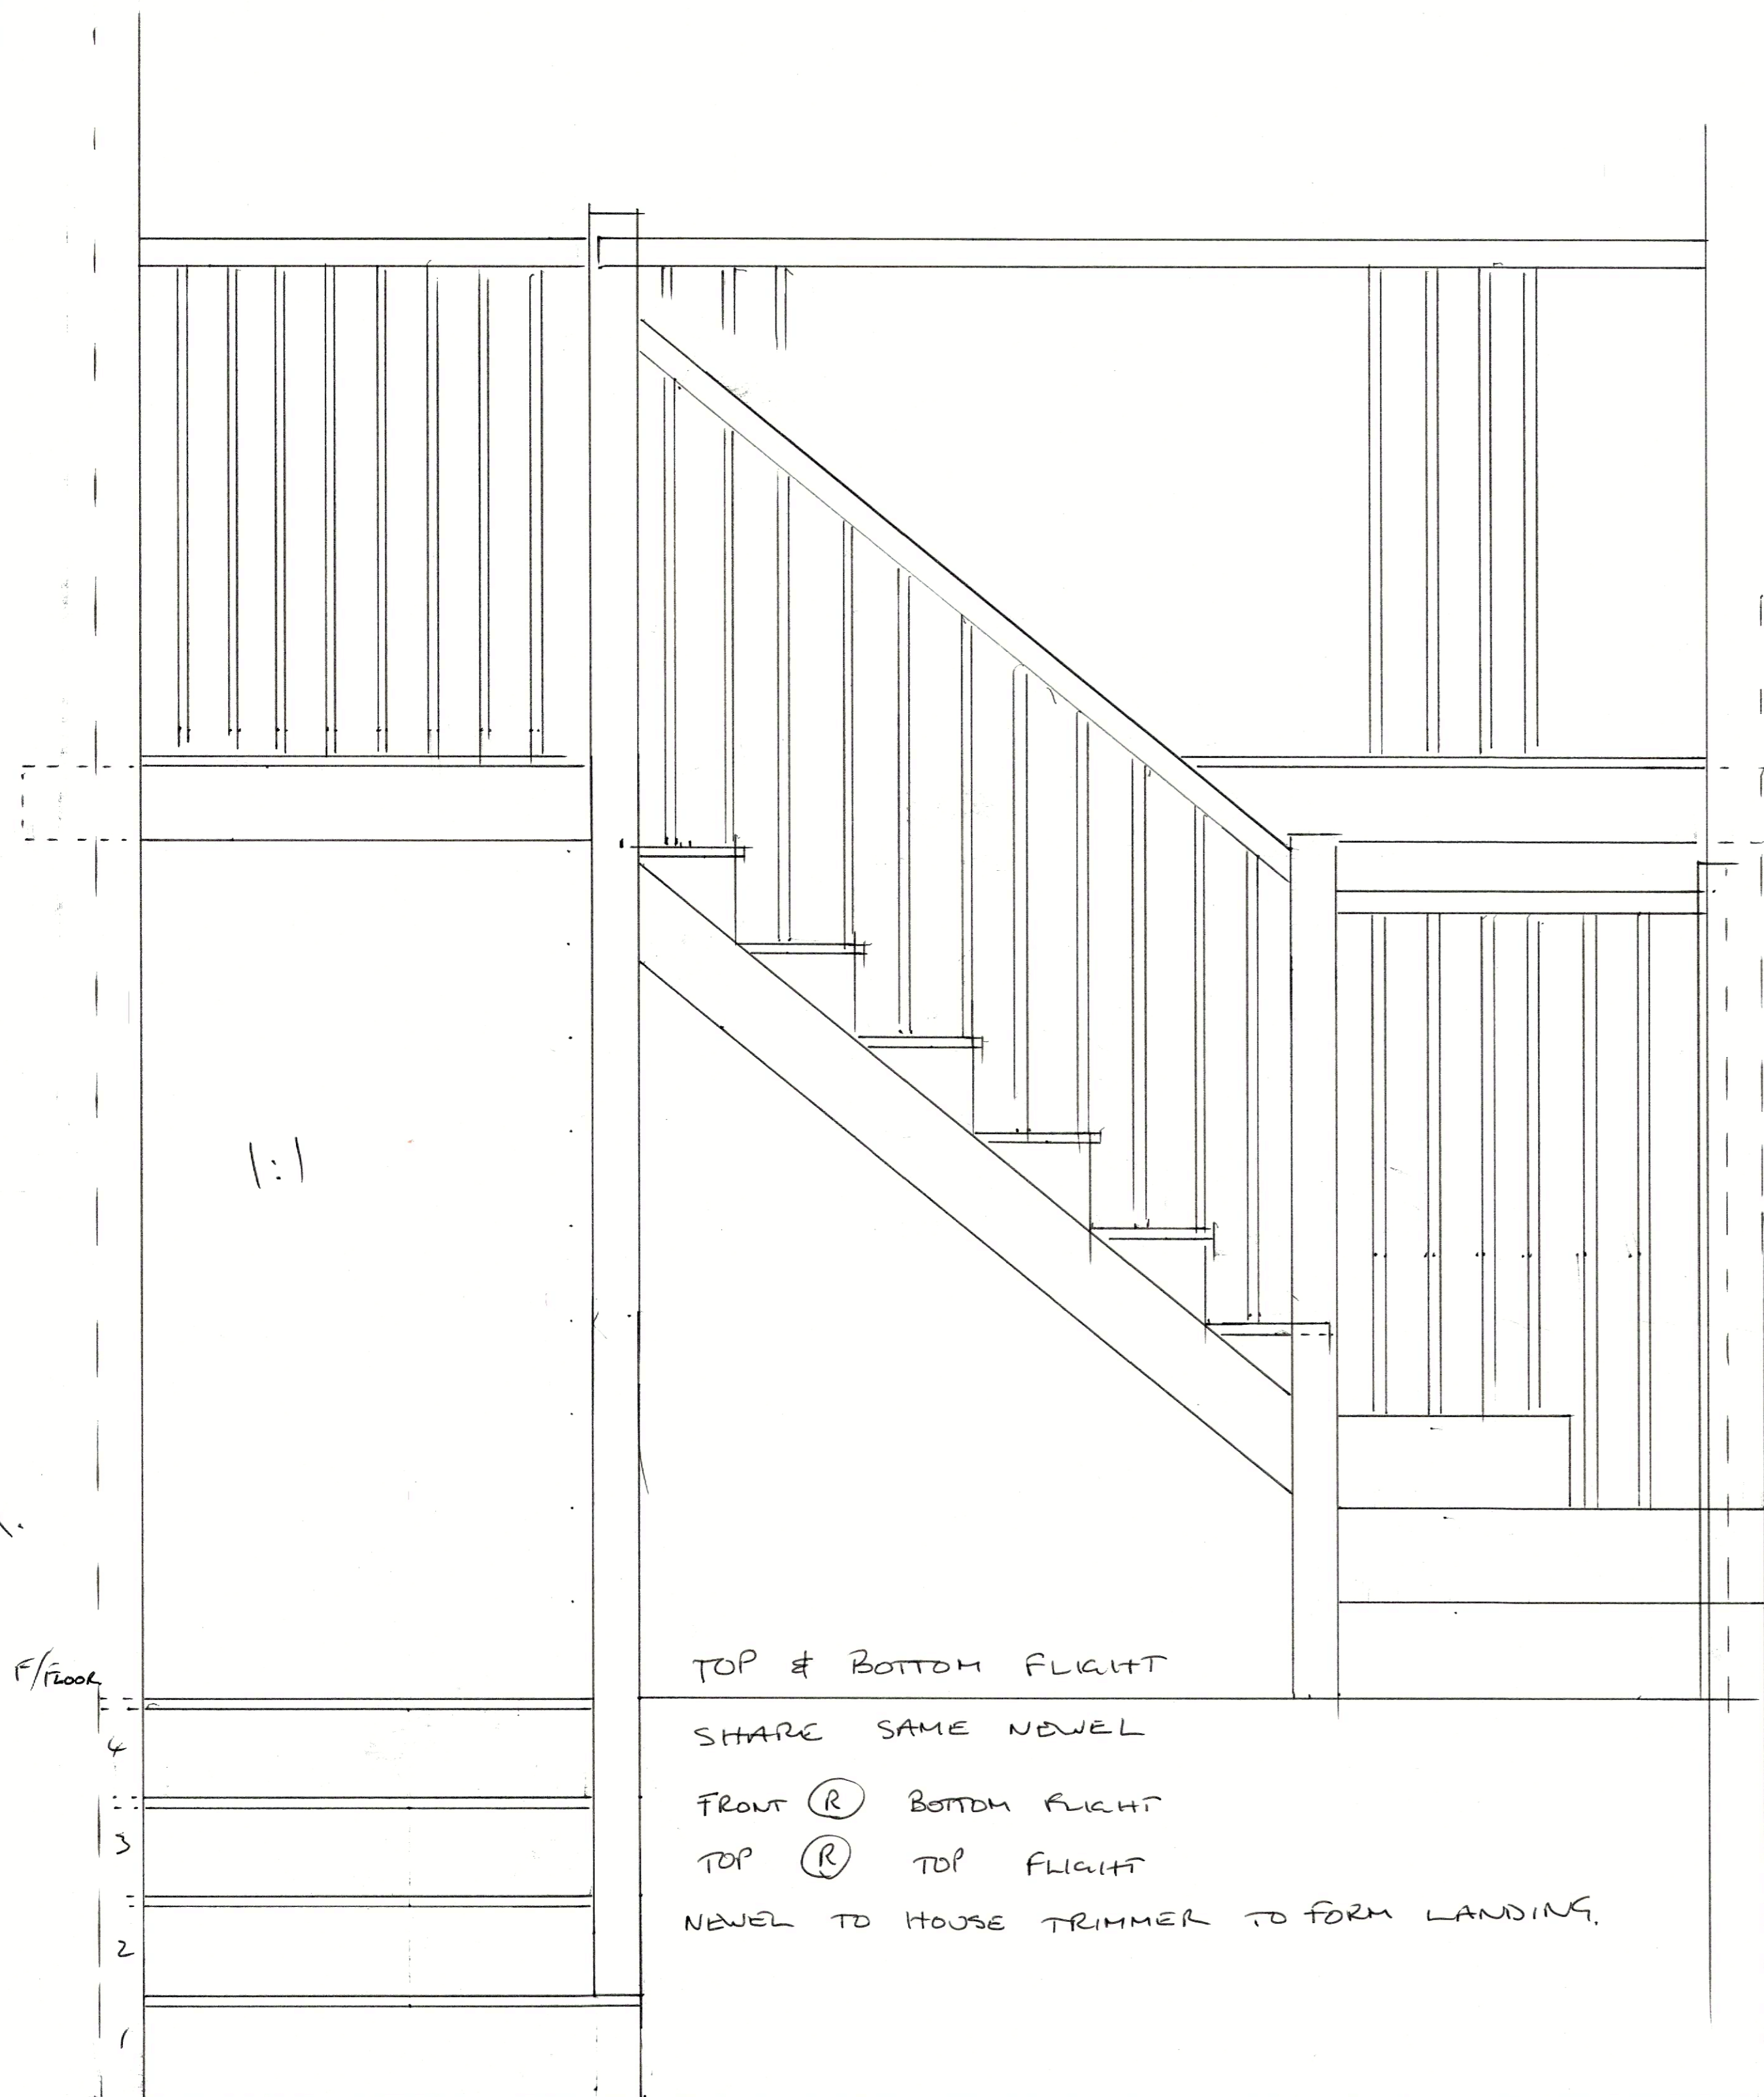 1:1
F/FLOOR
TOP & BOTTOM FLIGHT
SHARE SAME NEWEL
4
FRONT R BOTTOM FLIGHT
3
TOP R TOP FLIGHT
NEWEL TO HOUSE TRIMMER TO FORM LANDING.
2
1